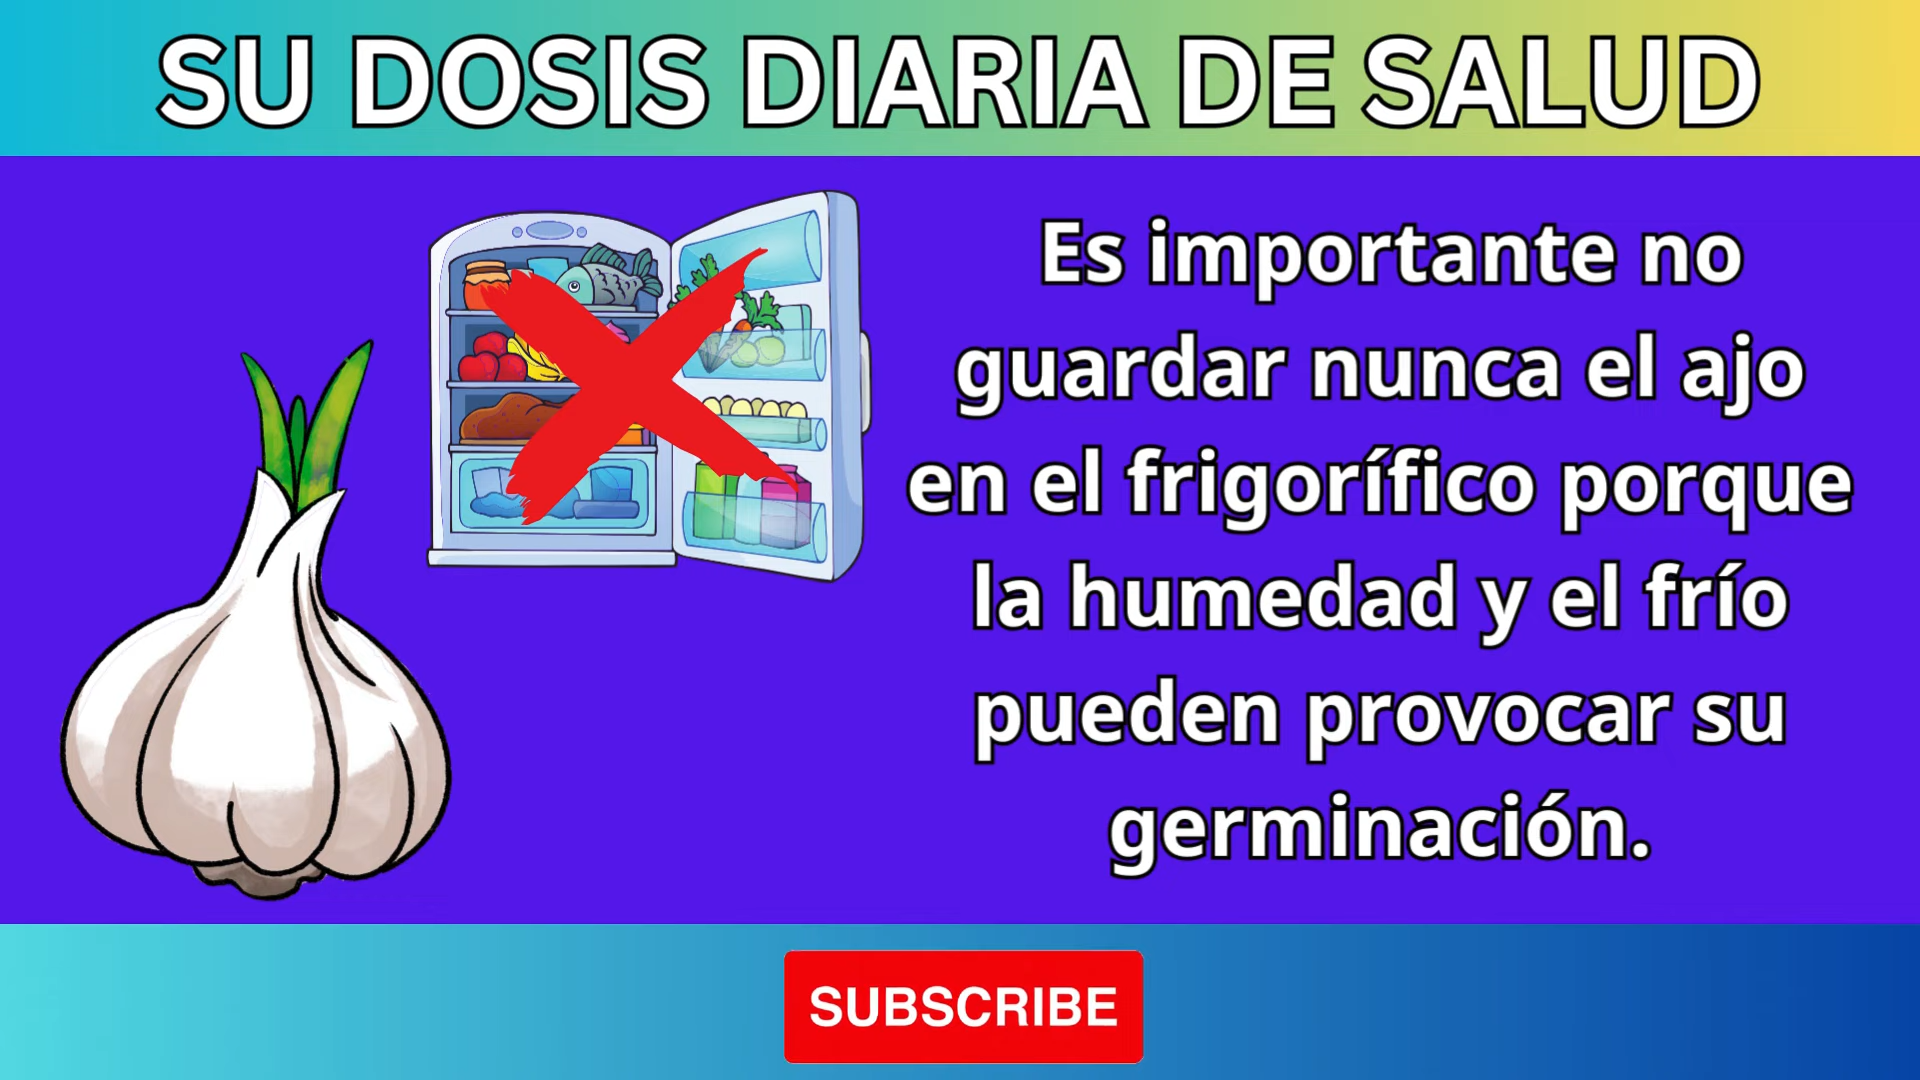 SU DOSIS DIARIA DE SALUD
Es importante no
guardar nunca el ajo
en el frigorífico porque
la humedad y el frío
pueden provocar su
germinación.
SUBSCRIBE